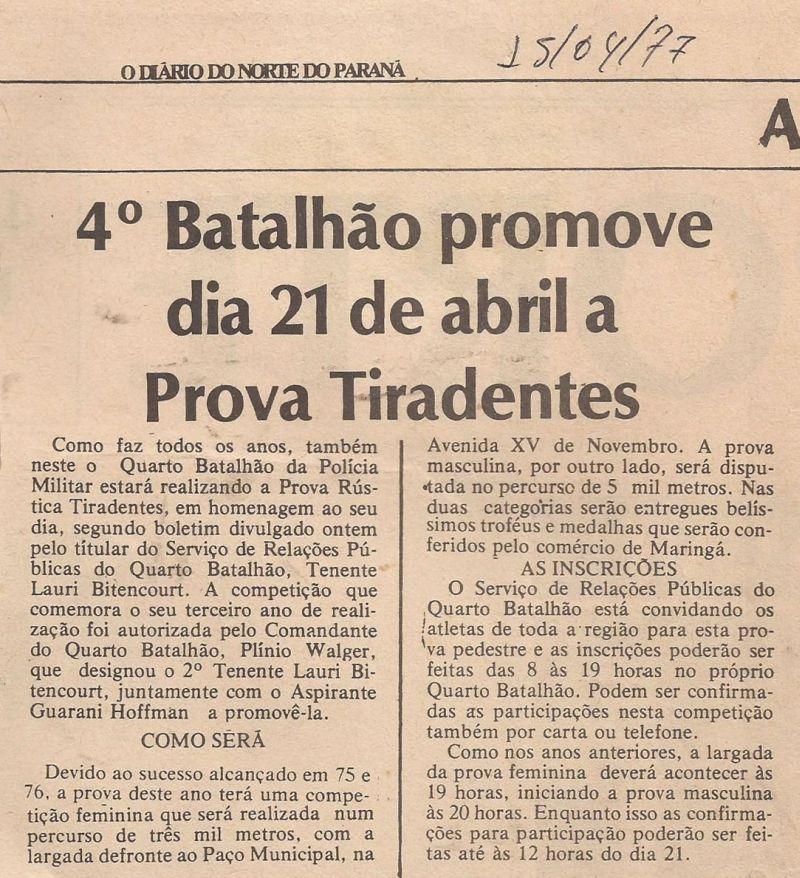 15/04/77
O DIÁRIO DO NORTE DO PARANÁ
A
4º Batalhão promove
dia 21 de abril a
Prova Tiradentes
Como faz todos os anos, também
neste o Quarto Batalhão da Polícia
Militar estará realizando a Prova Rús-
tica Tiradentes, em homenagem ao seu
dia, segundo boletim divulgado ontem
pelo títular do Serviço de Relações Pú-
blicas do Quarto Batalhão, Tenente
Lauri Bitencourt. A competição que
comemora o seu terceiro ano de reali-
zação foi autorizada pelo Comandante
do Quarto Batalhão, Plínio Walger,
que designou o 2º Tenente Lauri Bi-
tencourt, juntamente com o Aspirante
Guarani Hoffman a promovê-la.
COMO SERÁ
Devido ao sucesso alcançado em 75 e
76, a prova deste ano terá uma compe-
tição feminina que será realizada num
percurso de três mil metros, com a
largada defronte ao Paço Municipal, na
Avenida XV de Novembro. A prova
masculina, por outro lado, será dispu-
tada no percurso de 5 mil metros. Nas
duas categorias serão entregues belís-
simos troféus e medalhas que serão con-
feridos pelo comércio de Maringá.
AS INSCRIÇÕES
O Serviço de Relações Públicas do
Quarto Batalhão está convidando os
atletas de toda a região para esta pro-
va pedestre e as inscrições poderão ser
feitas das 8 às 19 horas no próprio
Quarto Batalhão. Podem ser confirma-
das as participações nesta competição
também por carta ou telefone.
Como nos anos anteriores, a largada
da prova feminina deverá acontecer às
19 horas, iniciando a prova masculina
às 20 horas. Enquanto isso as confirma-
ções para participação poderão ser fei-
tas até às 12 horas do dia 21.